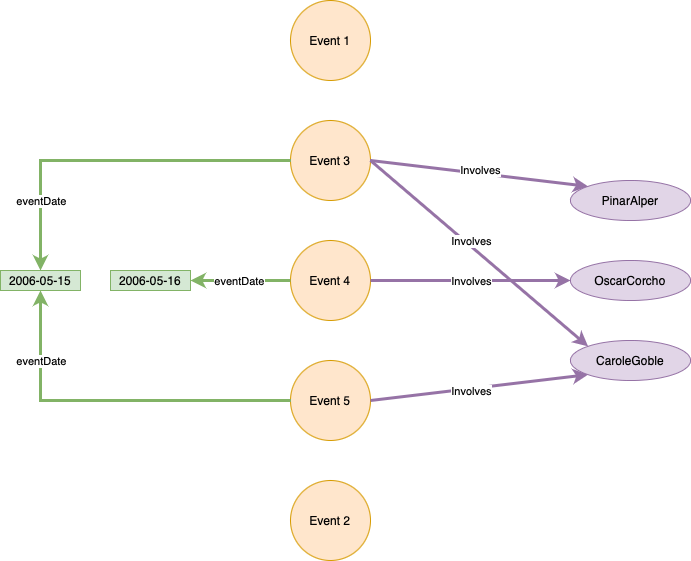 Event 1
Event 3
Involves
PinarAlper
eventDate
Involves
2006-05-15
2006-05-16
eventDate
Event 4
Involves
OscarCorcho
eventDate
CaroleGoble
Involves
Event 5
Event 2